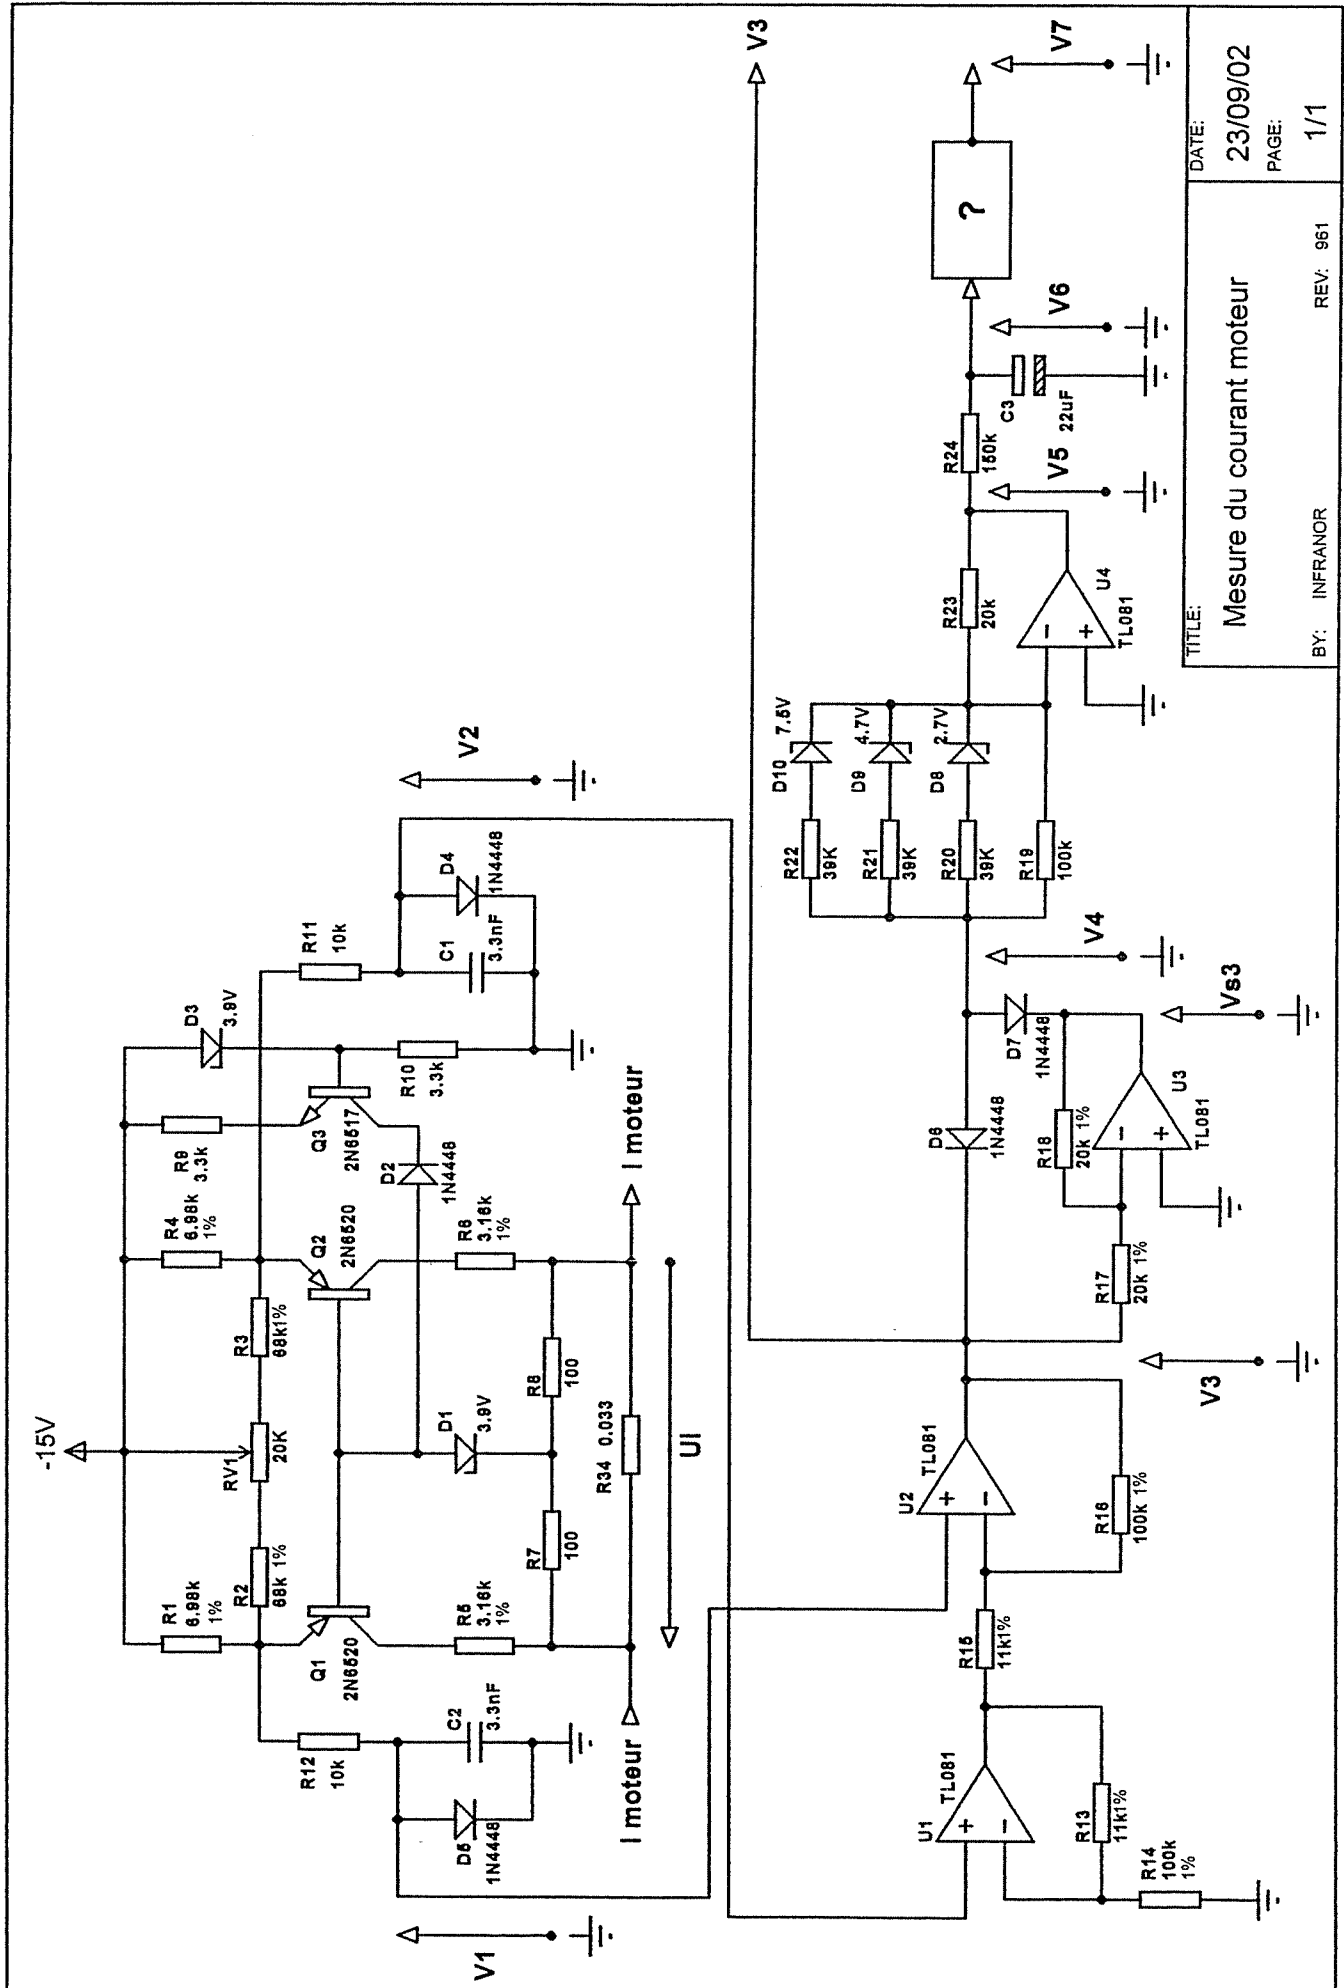 -15V
R1
6.98k
1%
R2
68k 1%
RV1
20K
R3
68k1%
R4
6.98k
1%
R9
3.3k
D3
3.9V
R11
10k
R12
10k
Q1
2N6520
Q2
2N6520
Q3
2N6517
R10
3.3k
C1
3.3nF
D4
1N4448
V2
V1
D5
1N4448
C2
3.3nF
R5
3.16k
1%
D1
3.9V
D2
1N4448
R6
3.16k
1%
R7
100
R8
100
R34 0.033
I moteur
I moteur
UI
V3
U1
TL081
+
-
R13
11k1%
R14
100k
1%
R15
11k1%
U2
TL081
+
-
R16
100k 1%
V3
R17
20k 1%
R18
20k 1%
D6
1N4448
D7
1N4448
U3
TL081
-
+
Vs3
V4
R22
39K
R21
39K
R20
39K
R19
100k
D10
7.5V
D9
4.7V
D8
2.7V
R23
20k
U4
TL081
-
+
V5
R24
150k
C3
22uF
V6
?
V7
TITLE:
Mesure du courant moteur
BY: INFRANOR
REV: 961
DATE:
23/09/02
PAGE:
1/1